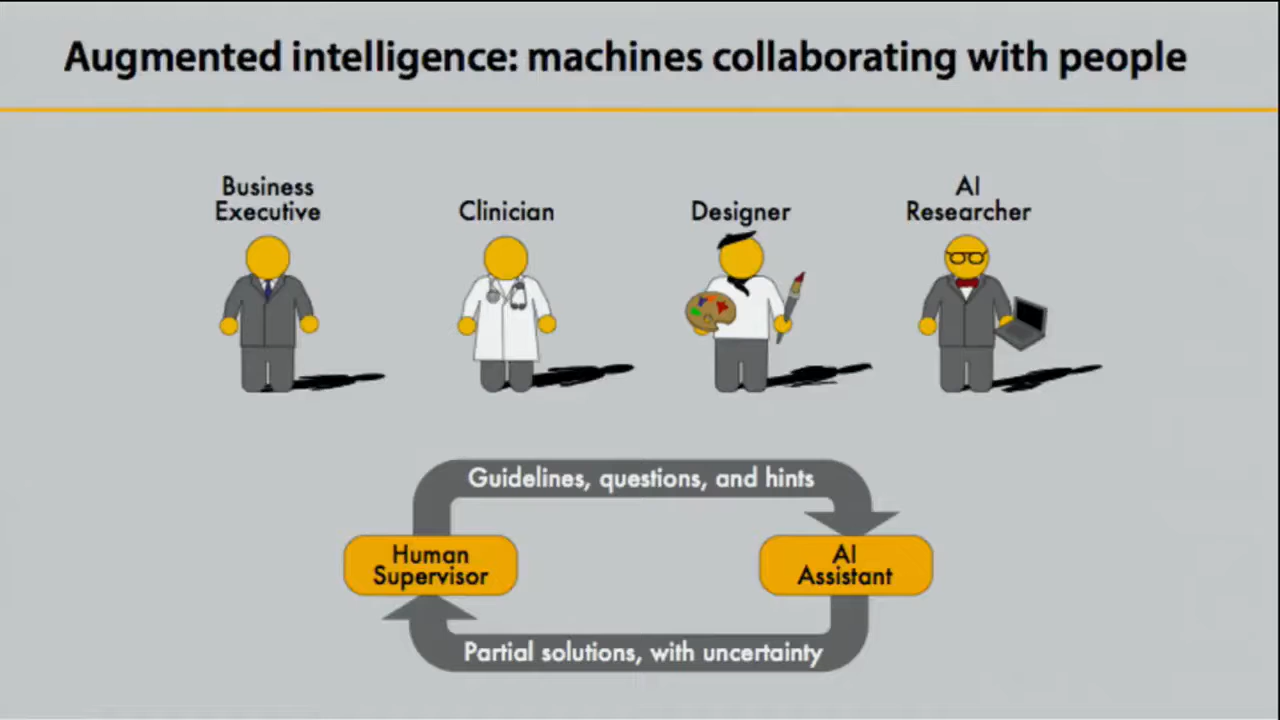 Augmented intelligence: machines collaborating with people
Business
Executive
Clinician
Designer
AI
Researcher
Guidelines, questions, and hints
Human
Supervisor
AI
Assistant
Partial solutions, with uncertainty